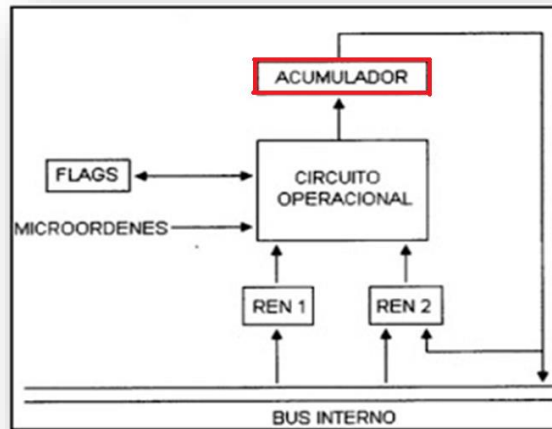 ACUMULADOR
FLAGS
CIRCUITO
OPERACIONAL
MICROORDENES
REN 1
REN 2
BUS INTERNO